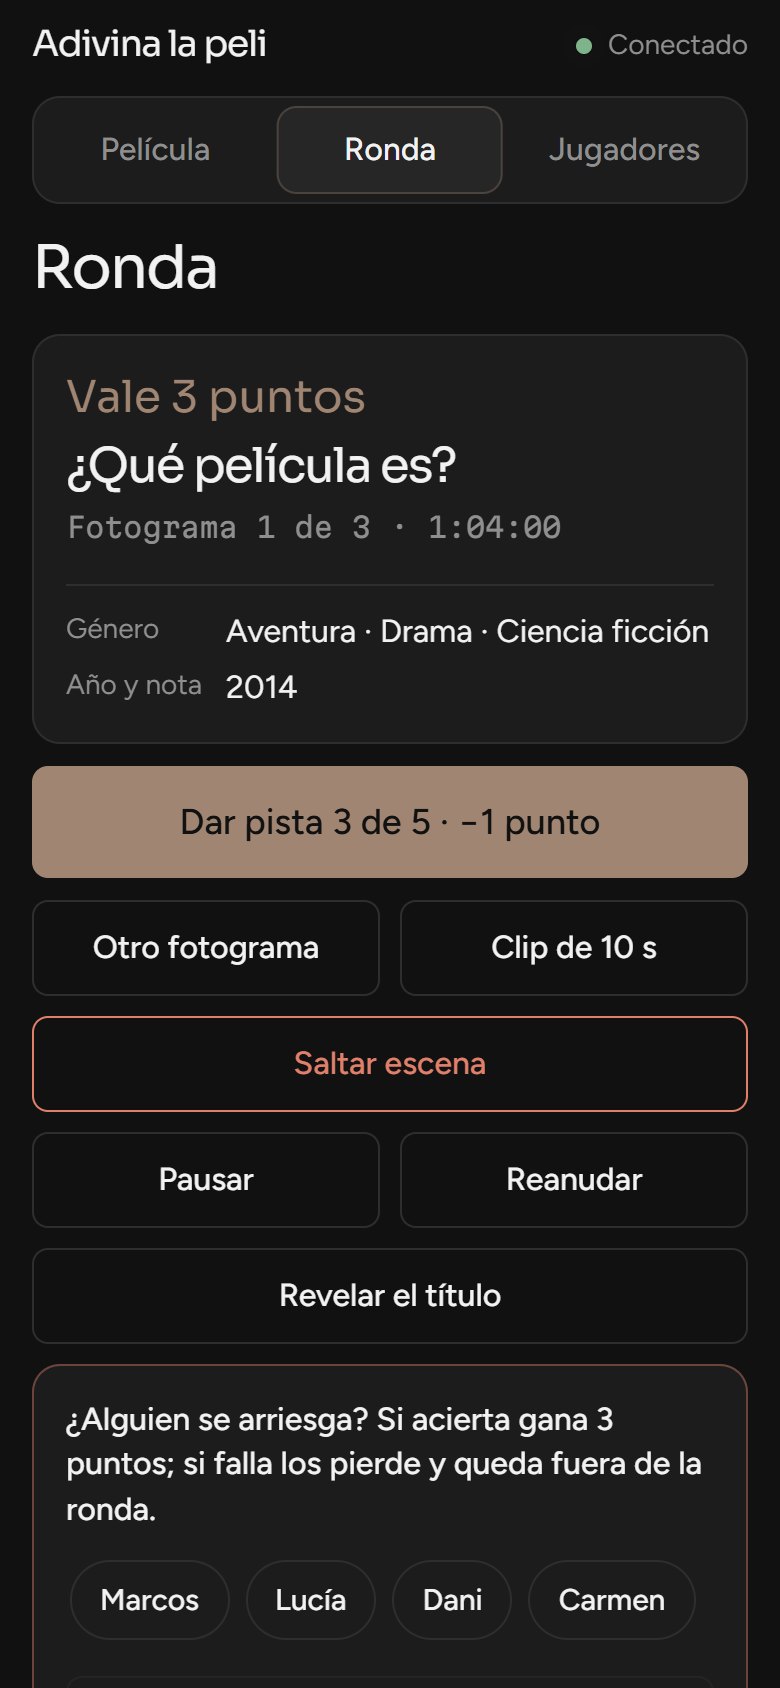 Adivina la peli
Conectado
Película
Ronda
Jugadores
Ronda
Vale 3 puntos
¿Qué película es?
Fotograma 1 de 3 · 1:04:00
Género Aventura · Drama · Ciencia ficción
Año y nota 2014
Dar pista 3 de 5 · −1 punto
Otro fotograma
Clip de 10 s
Saltar escena
Pausar
Reanudar
Revelar el título
¿Alguien se arriesga? Si acierta gana 3
puntos; si falla los pierde y queda fuera de la
ronda.
Marcos
Lucía
Dani
Carmen